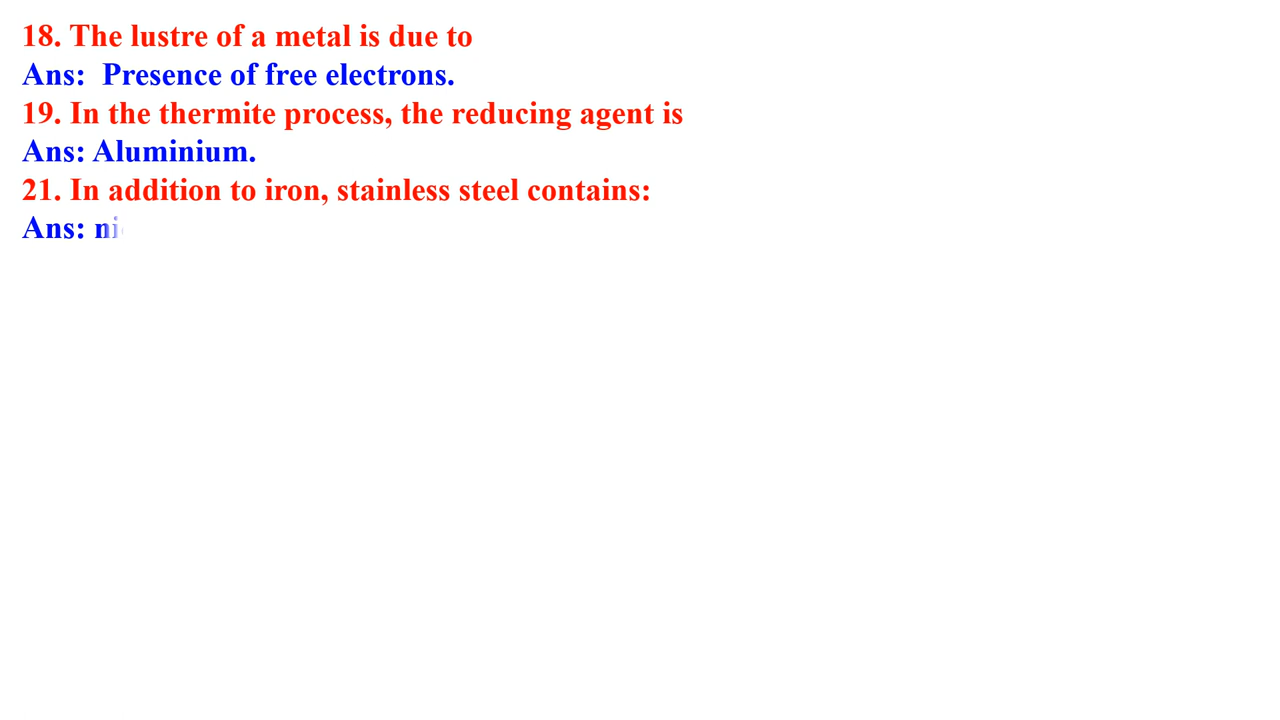 18. The lustre of a metal is due to
Ans: Presence of free electrons.
19. In the thermite process, the reducing agent is
Ans: Aluminium.
21. In addition to iron, stainless steel contains:
Ans: ni